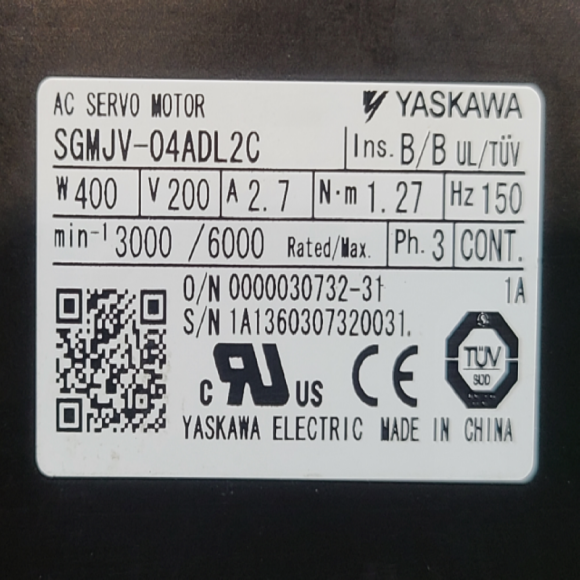 AC SERVO MOTOR YASKAWA
SGMJV-04ADL2C Ins. B/B UL/TÜV
W 400 V 200 A 2.7 N·m 1.27 Hz 150
min-1 3000 /6000 Rated/Max. Ph. 3 CONT.
O/N 0000030732-31 1A
S/N 1A1360307320031.
C RU US CE TÜV
SÜD
YASKAWA ELECTRIC MADE IN CHINA